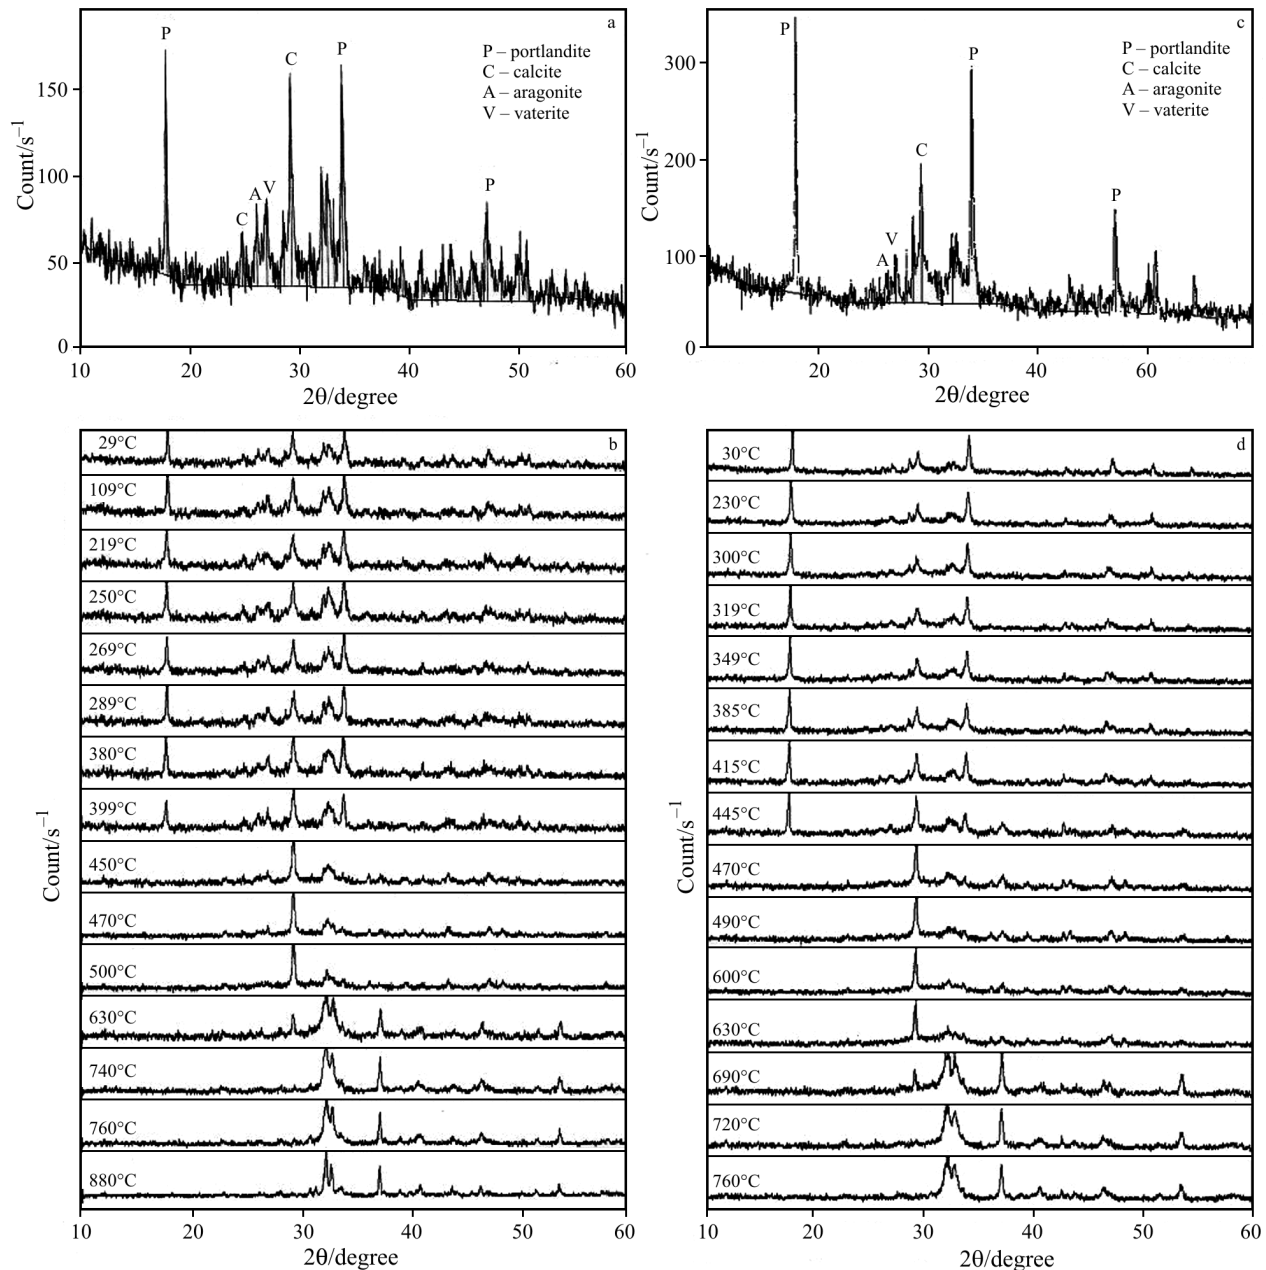 a
P
C
P
P – portlandite
C – calcite
A – aragonite
V – vaterite
150
100
50
0
Count/s⁻¹
C
A
V
P
10
20
30
40
50
60
2θ/degree
c
P
P
P – portlandite
C – calcite
A – aragonite
V – vaterite
300
200
100
0
Count/s⁻¹
C
V
A
P
20
30
40
60
2θ/degree
b
29°C
109°C
219°C
250°C
269°C
289°C
380°C
399°C
450°C
470°C
500°C
630°C
740°C
760°C
880°C
Count/s⁻¹
10
20
30
40
50
60
2θ/degree
d
30°C
230°C
300°C
319°C
349°C
385°C
415°C
445°C
470°C
490°C
600°C
630°C
690°C
720°C
760°C
Count/s⁻¹
10
20
30
40
50
60
2θ/degree